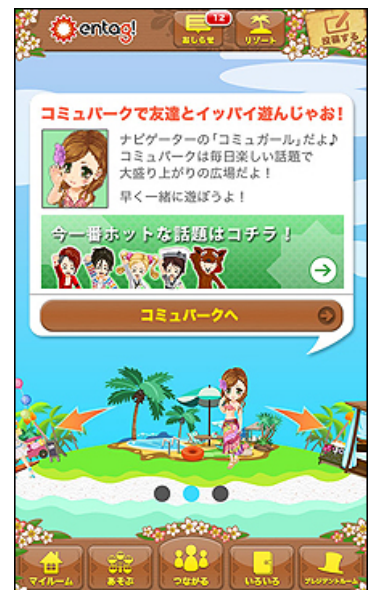 entag!
12
おしらせ
リゾート
投稿する
コミュパークで友達とイッパイ遊んじゃお!
ナビゲーターの「コミュガール」だよ♪
コミュパークは毎日楽しい話題で
大盛り上がりの広場だよ!
早く一緒に遊ぼうよ!
今一番ホットな話題はコチラ!
コミュパークへ
マイルーム
あそぶ
つながる
いろいろ
プレジデントルーム